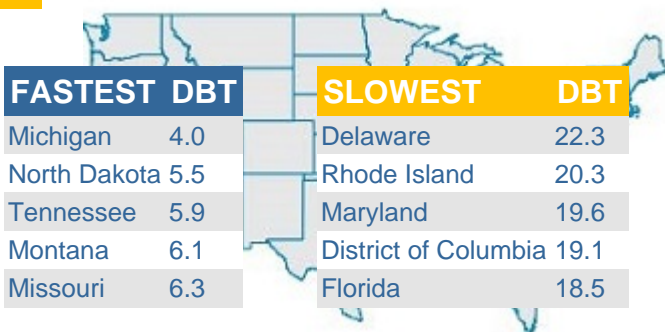 FASTEST DBT
Michigan 4.0
North Dakota 5.5
Tennessee 5.9
Montana 6.1
Missouri 6.3
SLOWEST DBT
Delaware 22.3
Rhode Island 20.3
Maryland 19.6
District of Columbia 19.1
Florida 18.5